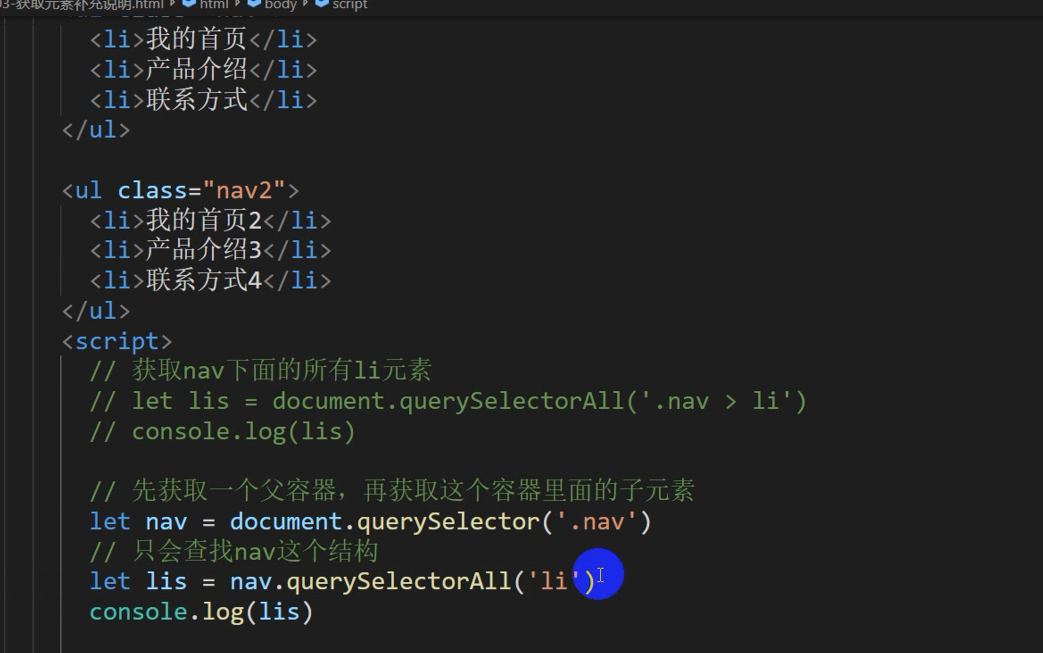 03-获取元素补充说明.html > html > body > script
<li>我的首页</li>
<li>产品介绍</li>
<li>联系方式</li>
</ul>
<ul class="nav2">
<li>我的首页2</li>
<li>产品介绍3</li>
<li>联系方式4</li>
</ul>
<script>
// 获取nav下面的所有li元素
// let lis = document.querySelectorAll('.nav > li')
// console.log(lis)
// 先获取一个父容器，再获取这个容器里面的子元素
let nav = document.querySelector('.nav')
// 只会查找nav这个结构
let lis = nav.querySelectorAll('li')
console.log(lis)